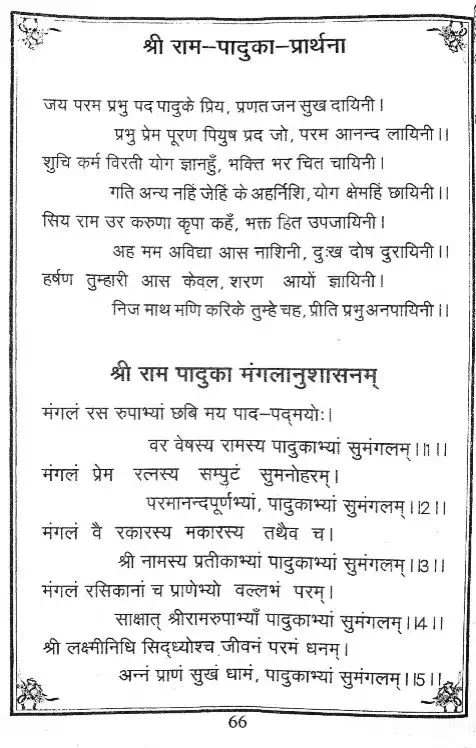 श्री राम-पादुका-प्रार्थना
जय परम प्रभु पद पादुके प्रिय, प्रणत जन सुख दायिनी।
प्रभु प्रेम पूरण पियुष प्रद जो, परम आनन्द लायिनी।।
शुचि कर्म विरती योग ज्ञानहुँ, भक्ति भर चित चायिनी।
गति अन्य नहिं जेहिं के अहर्निशि, योग क्षेमहिं छायिनी।।
सिय राम उर करुणा कृपा कहँ, भक्त हित उपजायिनी।
अह मम अविद्या आस नाशिनी, दुःख दोष दुरायिनी।।
हर्षण तुम्हारी आस केवल, शरण आयों ज्ञायिनी।
निज माथ मणि करिके तुम्हे चह, प्रीति प्रभु अनपायिनी।।
श्री राम पादुका मंगलानुशासनम्
मंगलं रस रुपाभ्यां छबि मय पाद-पद्मयोः।
वर वेषस्य रामस्य पादुकाभ्यां सुमंगलम्।।1।।
मंगलं प्रेम रत्नस्य सम्पुटं सुमनोहरम्।
परमानन्दपूर्णभ्यां, पादुकाभ्यां सुमंगलम्।।2।।
मंगलं वै रकारस्य मकारस्य तथैव च।
श्री नामस्य प्रतीकाभ्यां पादुकाभ्यां सुमंगलम्।।3।।
मंगलं रसिकानां च प्राणेभ्यो वल्लभं परम्।
साक्षात् श्रीरामरुपाभ्याँ पादुकाभ्यां सुमंगलम्।।4।।
श्री लक्ष्मीनिधि सिद्ध्योश्च जीवनं परमं धनम्।
अन्नं प्राणं सुखं धामं, पादुकाभ्यां सुमंगलम्।।5।।
66